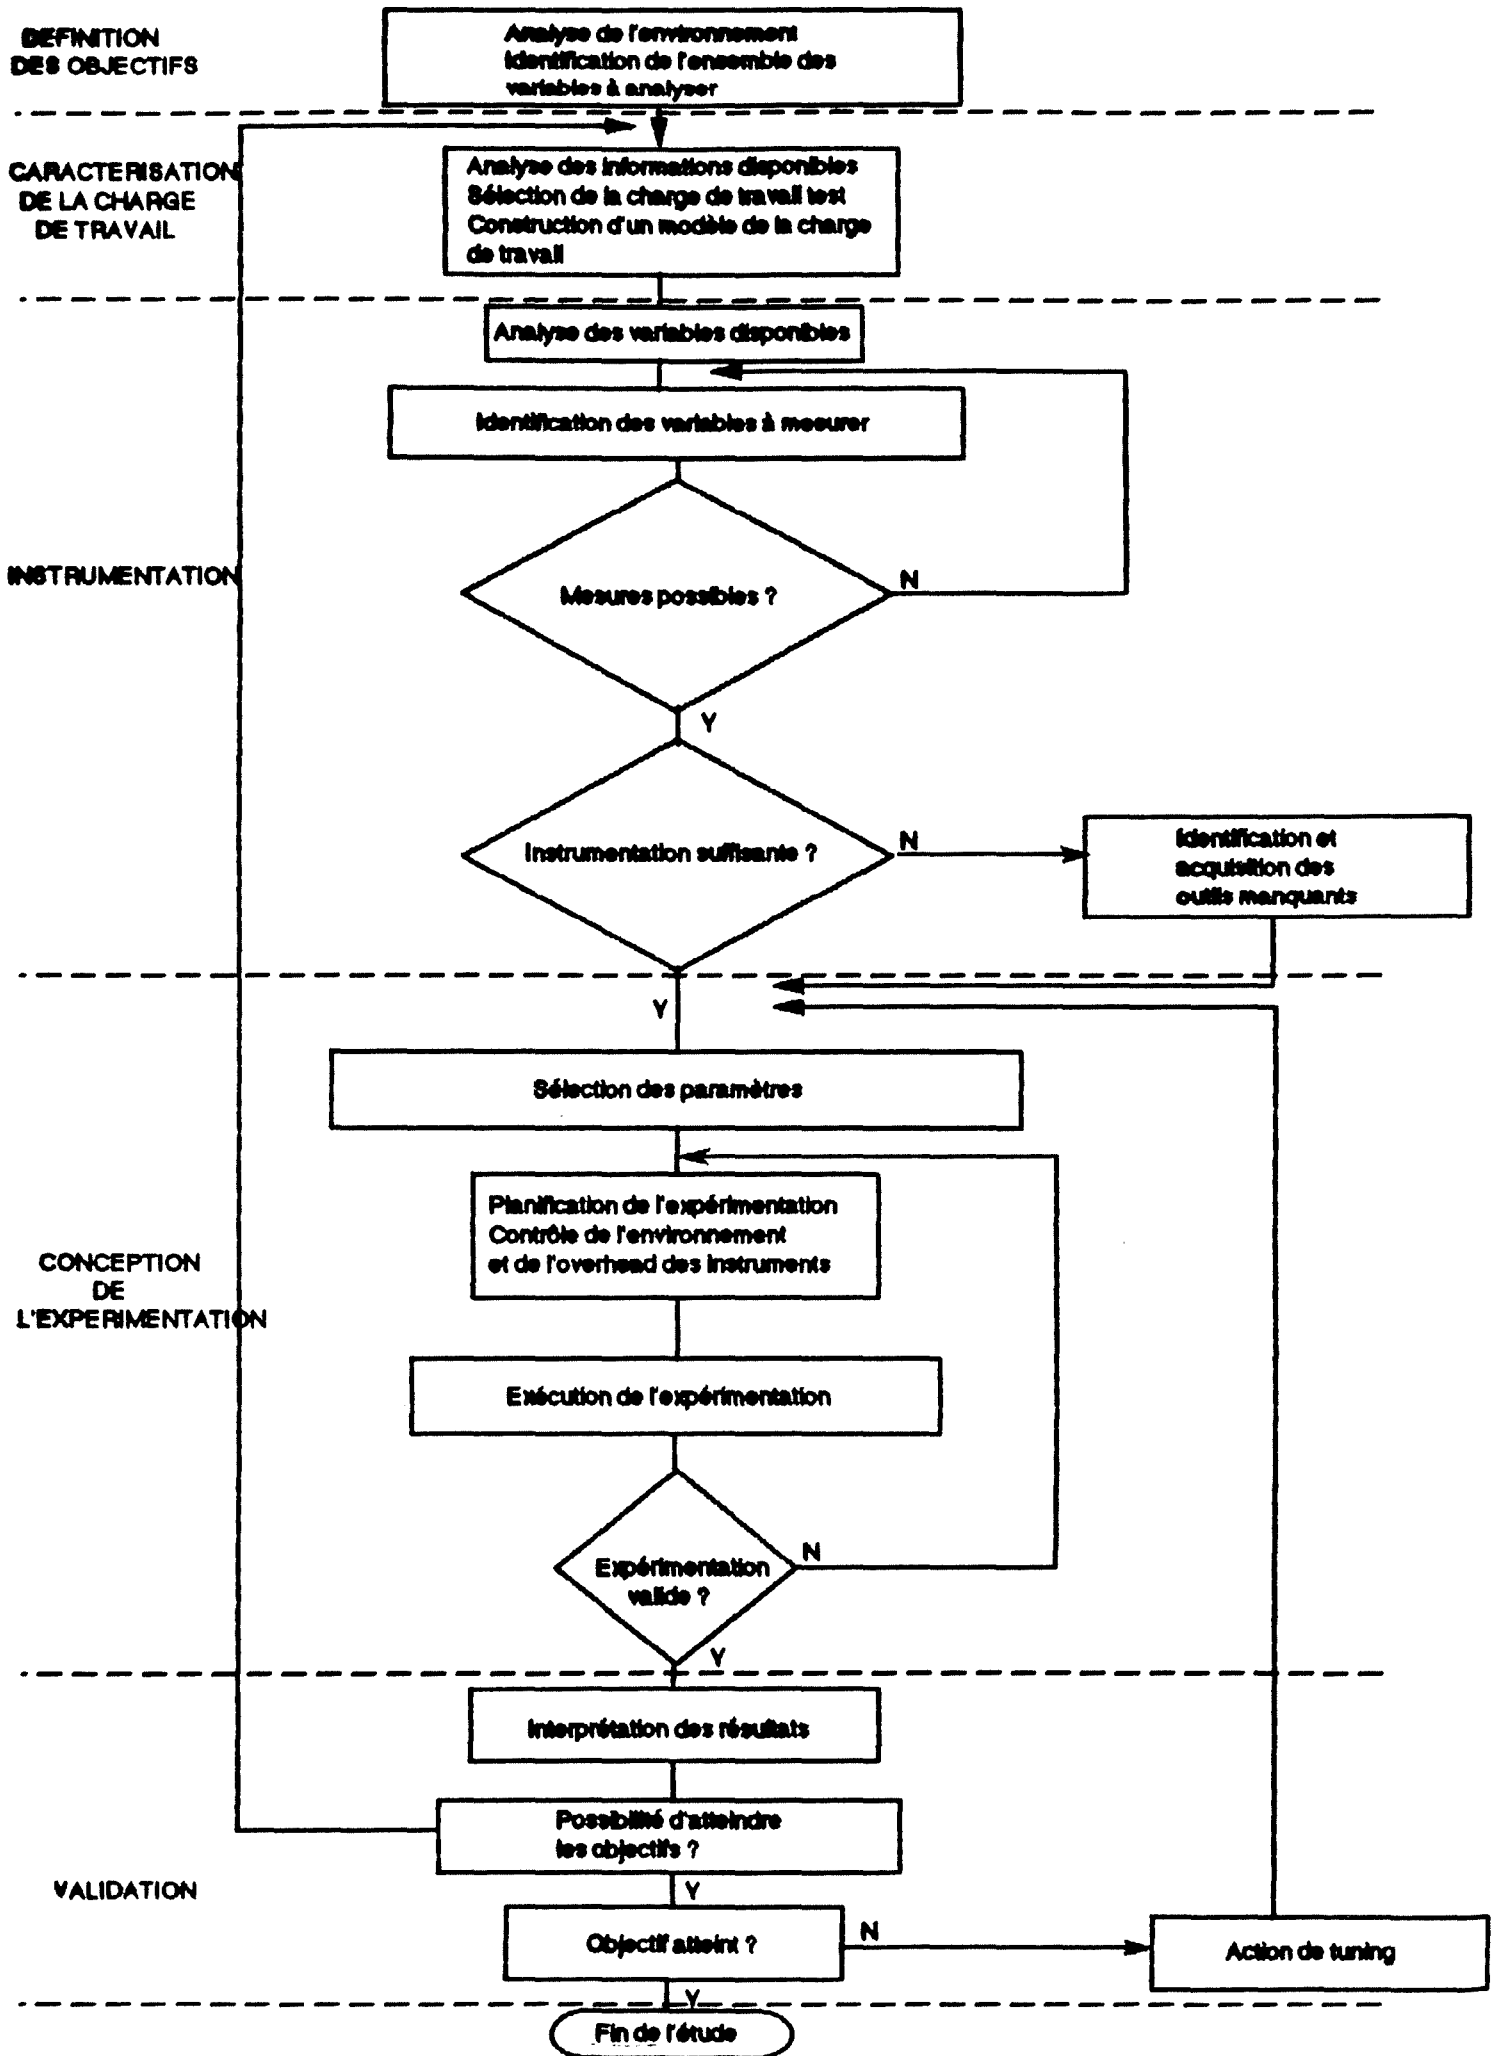 DEFINITION
DES OBJECTIFS
Analyse de l'environnement
Identification de l'ensemble des
variables à analyser
CARACTERISATION
DE LA CHARGE
DE TRAVAIL
Analyse des informations disponibles
Sélection de la charge de travail test
Construction d'un modèle de la charge
de travail
Analyse des variables disponibles
Identification des variables à mesurer
INSTRUMENTATION
Mesures possibles ?
N
Y
Instrumentation suffisante ?
N
Identification et
acquisition des
outils manquants
Y
Sélection des paramètres
Planification de l'expérimentation
Contrôle de l'environnement
et de l'overhead des instruments
CONCEPTION
DE
L'EXPERIMENTATION
Exécution de l'expérimentation
Expérimentation
valide ?
N
Y
Interprétation des résultats
Possibilité d'atteindre
les objectifs ?
VALIDATION
Y
Objectif atteint ?
N
Action de tuning
Y
Fin de l'étude